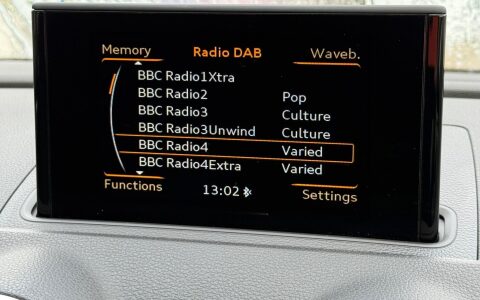 Memory Radio DAB Waveb.
BBC Radio1Xtra
BBC Radio2 Pop
BBC Radio3 Culture
BBC Radio3Unwind Culture
BBC Radio4 Varied
BBC Radio4Extra Varied
Functions 13:02 Settings